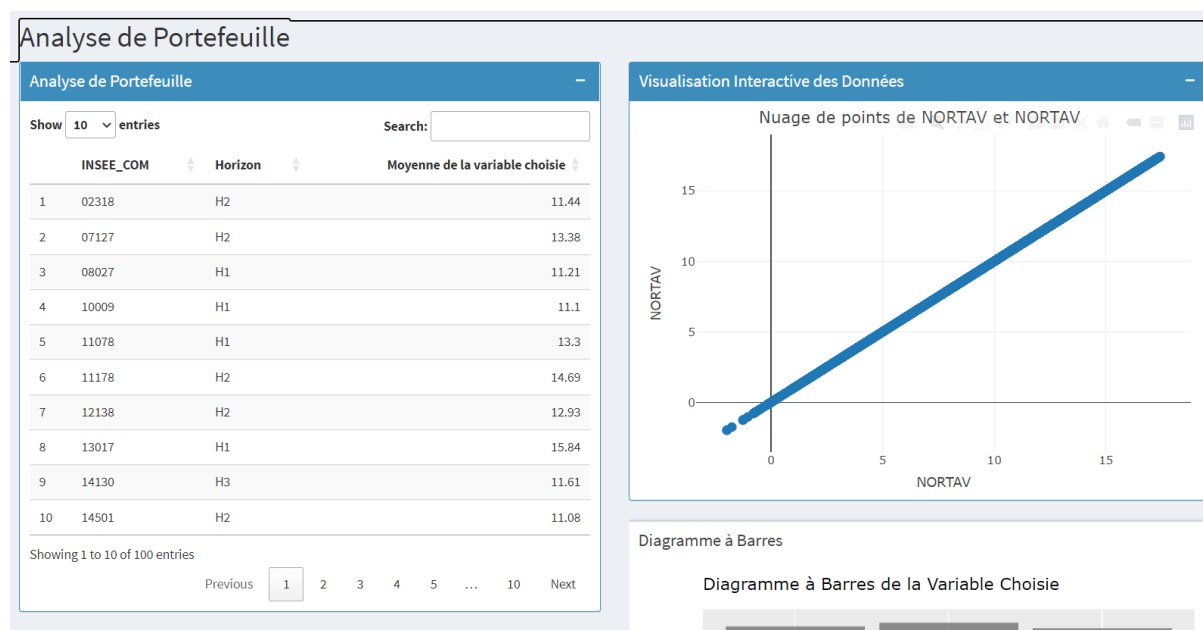 Analyse de Portefeuille
Analyse de Portefeuille
Show 10 entries
Search:
INSEE_COM Horizon Moyenne de la variable choisie
1 02318 H2 11.44
2 07127 H2 13.38
3 08027 H1 11.21
4 10009 H1 11.1
5 11078 H1 13.3
6 11178 H2 14.69
7 12138 H2 12.93
8 13017 H1 15.84
9 14130 H3 11.61
10 14501 H2 11.08
Showing 1 to 10 of 100 entries
Previous 1 2 3 4 5 ... 10 Next
Visualisation Interactive des Données
Nuage de points de NORTAV et NORTAV
15
10
5
0
NORTAV
0 5 10 15
NORTAV
Diagramme à Barres
Diagramme à Barres de la Variable Choisie